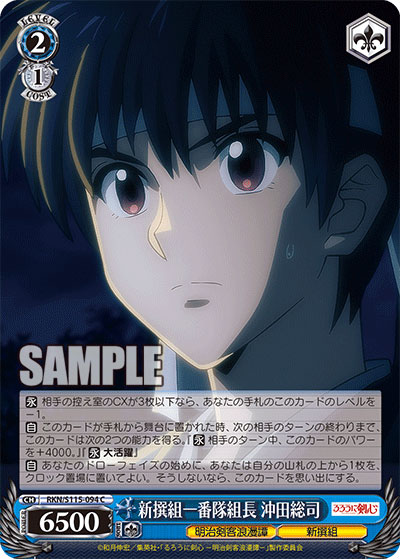 LEVEL
2
1
COST
SAMPLE
永 相手の控え室のCXが3枚以下なら、あなたの手札のこのカードのレベルを
-1。
自 このカードが手札から舞台に置かれた時、次の相手のターンの終わりまで、
このカードは次の2つの能力を得る。『永 相手のターン中、このカードのパワー
を+4000。』『永 大活躍』
自 あなたのドローフェイズの始めに、あなたは自分の山札の上から1枚を、
クロック置場に置いてよい。そうしたら、このカードを思い出にする。
CH RKN/S115-094 C
6500
新撰組一番隊組長 沖田総司
るろうに剣心
明治剣客浪漫譚
新撰組
©和月伸宏／集英社・「るろうに剣心 －明治剣客浪漫譚－」製作委員会